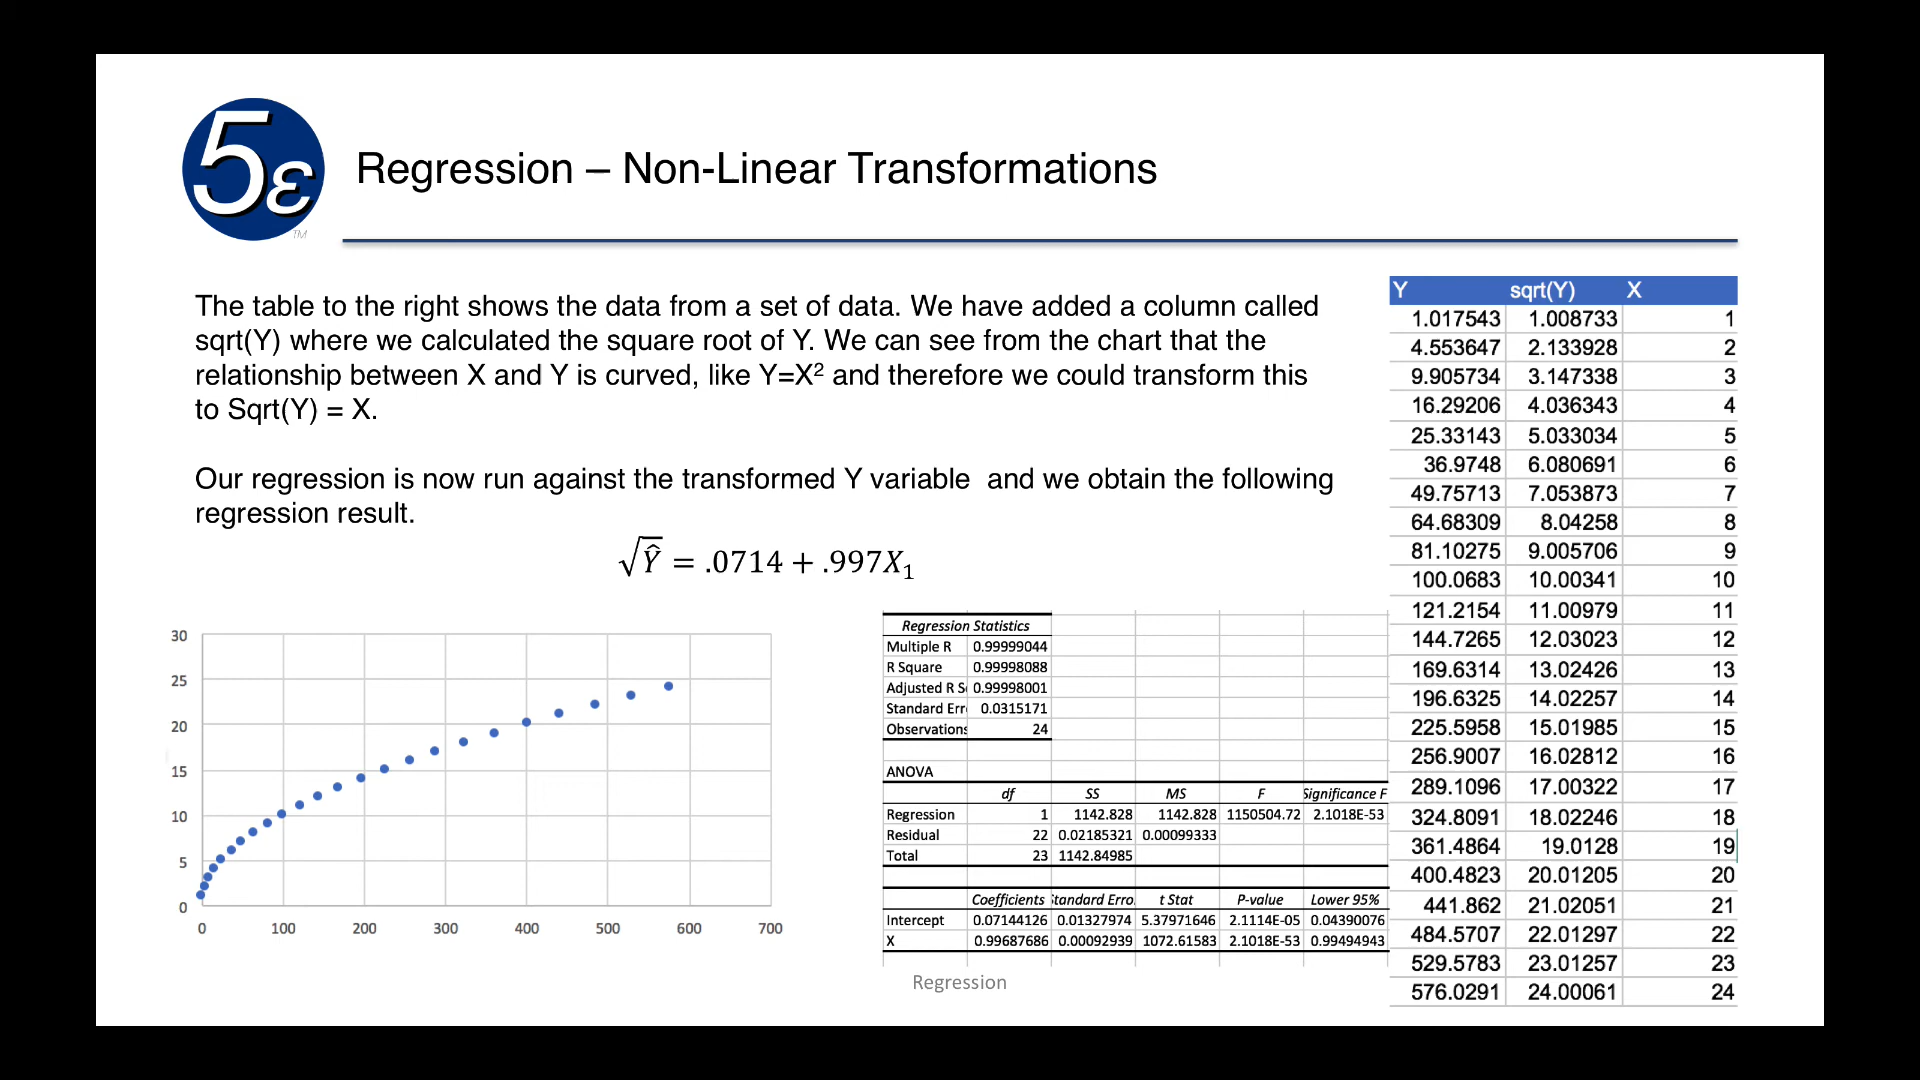 5ε
TM
Regression – Non-Linear Transformations
The table to the right shows the data from a set of data. We have added a column called
sqrt(Y) where we calculated the square root of Y. We can see from the chart that the
relationship between X and Y is curved, like Y=X² and therefore we could transform this
to Sqrt(Y) = X.
Our regression is now run against the transformed Y variable  and we obtain the following
regression result.
√Ŷ = .0714 + .997X₁
30
25
20
15
10
5
0
0 100 200 300 400 500 600 700
Regression Statistics
Multiple R 0.99999044
R Square 0.99998088
Adjusted R S 0.99998001
Standard Err 0.0315171
Observations 24
ANOVA
df SS MS F Significance F
Regression 1 1142.828 1142.828 1150504.72 2.1018E-53
Residual 22 0.02185321 0.00099333
Total 23 1142.84985
Coefficients Standard Erro t Stat P-value Lower 95%
Intercept 0.07144126 0.01327974 5.37971646 2.1114E-05 0.04390076
X 0.99687686 0.00092939 1072.61583 2.1018E-53 0.99494943
Regression
Y sqrt(Y) X
1.017543 1.008733 1
4.553647 2.133928 2
9.905734 3.147338 3
16.29206 4.036343 4
25.33143 5.033034 5
36.9748 6.080691 6
49.75713 7.053873 7
64.68309 8.04258 8
81.10275 9.005706 9
100.0683 10.00341 10
121.2154 11.00979 11
144.7265 12.03023 12
169.6314 13.02426 13
196.6325 14.02257 14
225.5958 15.01985 15
256.9007 16.02812 16
289.1096 17.00322 17
324.8091 18.02246 18
361.4864 19.0128 19
400.4823 20.01205 20
441.862 21.02051 21
484.5707 22.01297 22
529.5783 23.01257 23
576.0291 24.00061 24